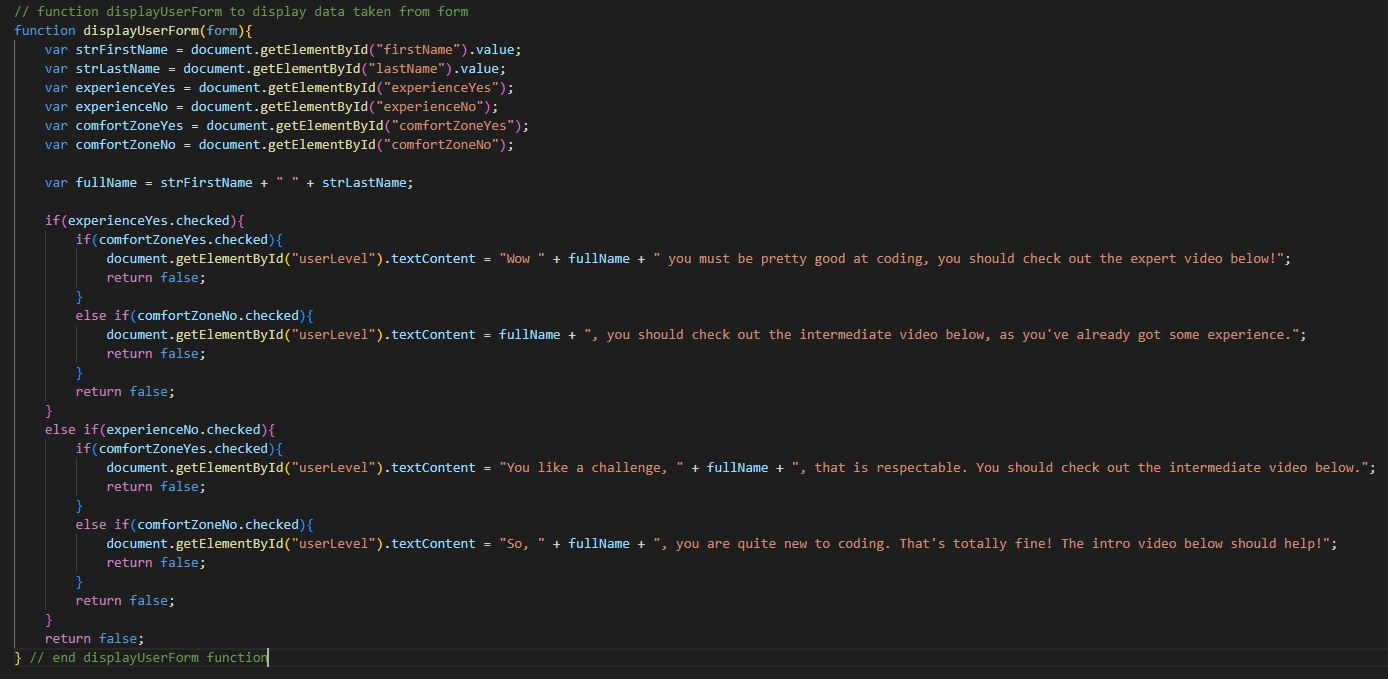 // function displayUserForm to display data taken from form
function displayUserForm(form){
    var strFirstName = document.getElementById("firstName").value;
    var strLastName = document.getElementById("lastName").value;
    var experienceYes = document.getElementById("experienceYes");
    var experienceNo = document.getElementById("experienceNo");
    var comfortZoneYes = document.getElementById("comfortZoneYes");
    var comfortZoneNo = document.getElementById("comfortZoneNo");

    var fullName = strFirstName + " " + strLastName;

    if(experienceYes.checked){
        if(comfortZoneYes.checked){
            document.getElementById("userLevel").textContent = "Wow " + fullName + " you must be pretty good at coding, you should check out the expert video below!";
            return false;
        }
        else if(comfortZoneNo.checked){
            document.getElementById("userLevel").textContent = fullName + ", you should check out the intermediate video below, as you've already got some experience.";
            return false;
        }
        return false;
    }
    else if(experienceNo.checked){
        if(comfortZoneYes.checked){
            document.getElementById("userLevel").textContent = "You like a challenge, " + fullName + ", that is respectable. You should check out the intermediate video below.";
            return false;
        }
        else if(comfortZoneNo.checked){
            document.getElementById("userLevel").textContent = "So, " + fullName + ", you are quite new to coding. That's totally fine! The intro video below should help!";
            return false;
        }
        return false;
    }
    return false;
} // end displayUserForm function